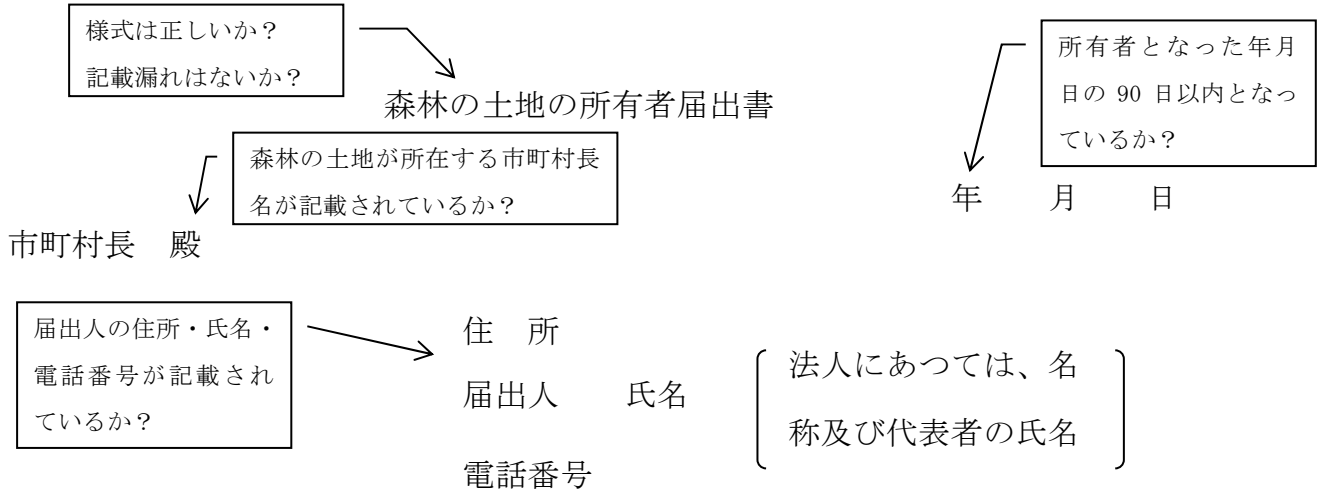 様式は正しいか？
記載漏れはないか？
所有者となった年月
日の 90 日以内となっ
ているか？
森林の土地の所有者届出書
森林の土地が所在する市町村長
名が記載されているか？
年　月　日
市町村長　殿
届出人の住所・氏名・
電話番号が記載され
ているか？
住　所
届出人　氏名
電話番号
法人にあつては、名
称及び代表者の氏名